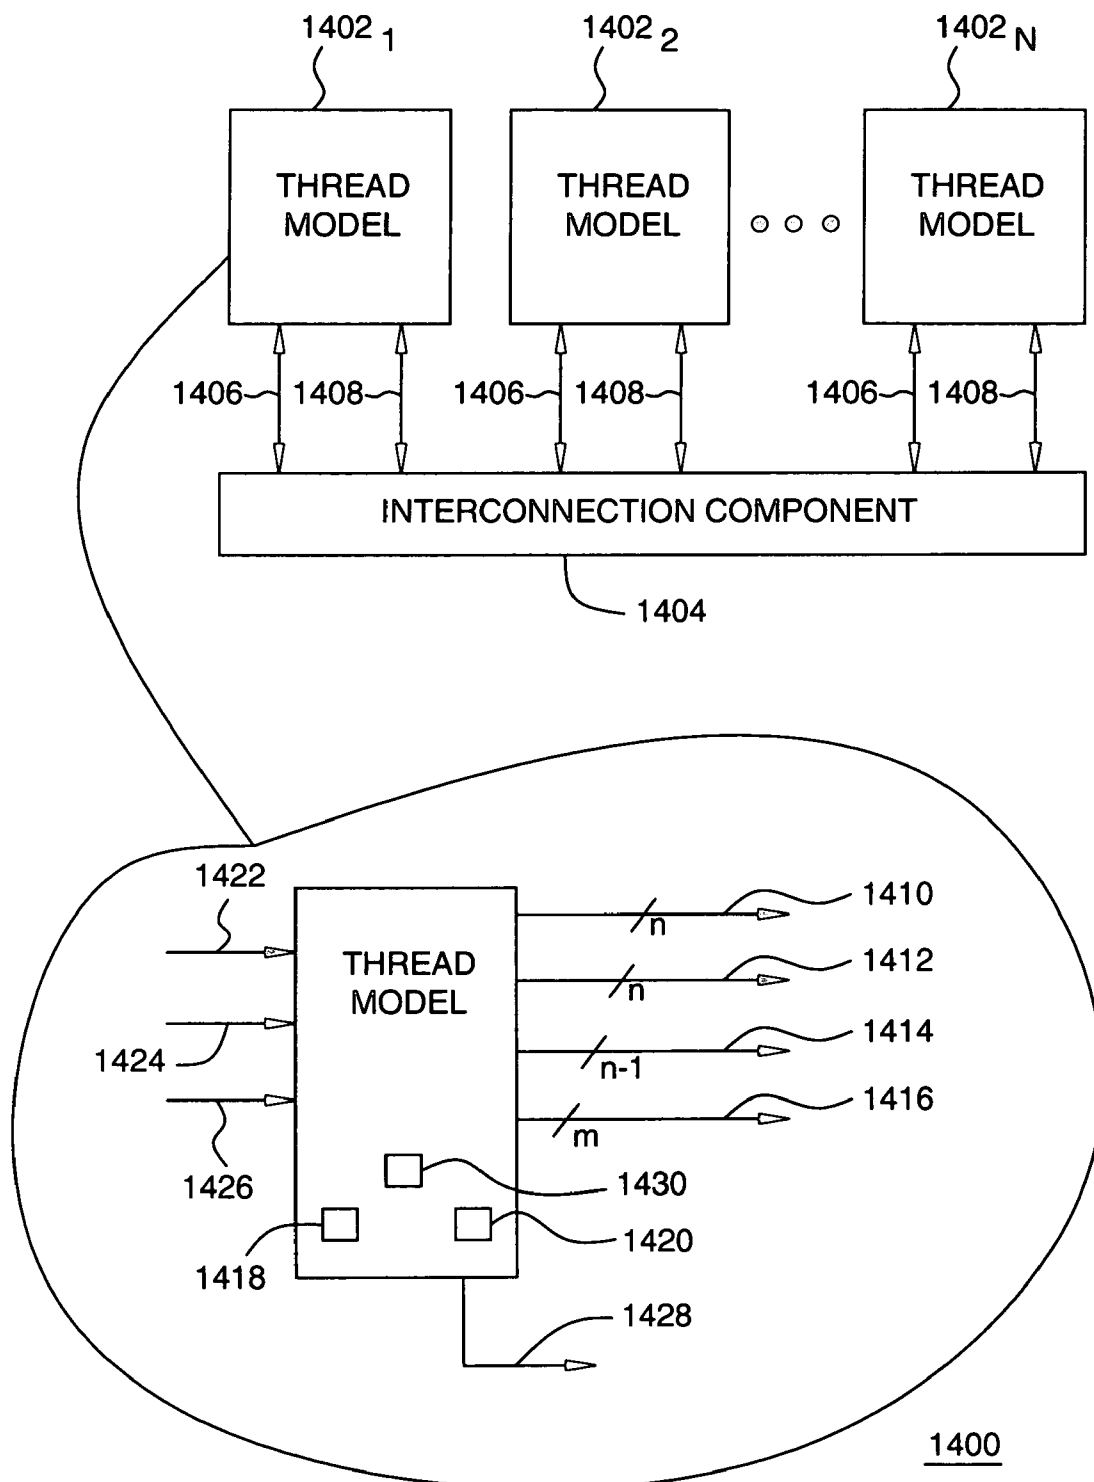 1402 1
1402 2
1402 N
THREAD
MODEL
THREAD
MODEL
THREAD
MODEL
1406
1408
1406
1408
1406
1408
INTERCONNECTION COMPONENT
1404
1422
1410
n
THREAD
MODEL
1412
n
1424
1414
n-1
1416
m
1426
1430
1418
1420
1428
1400